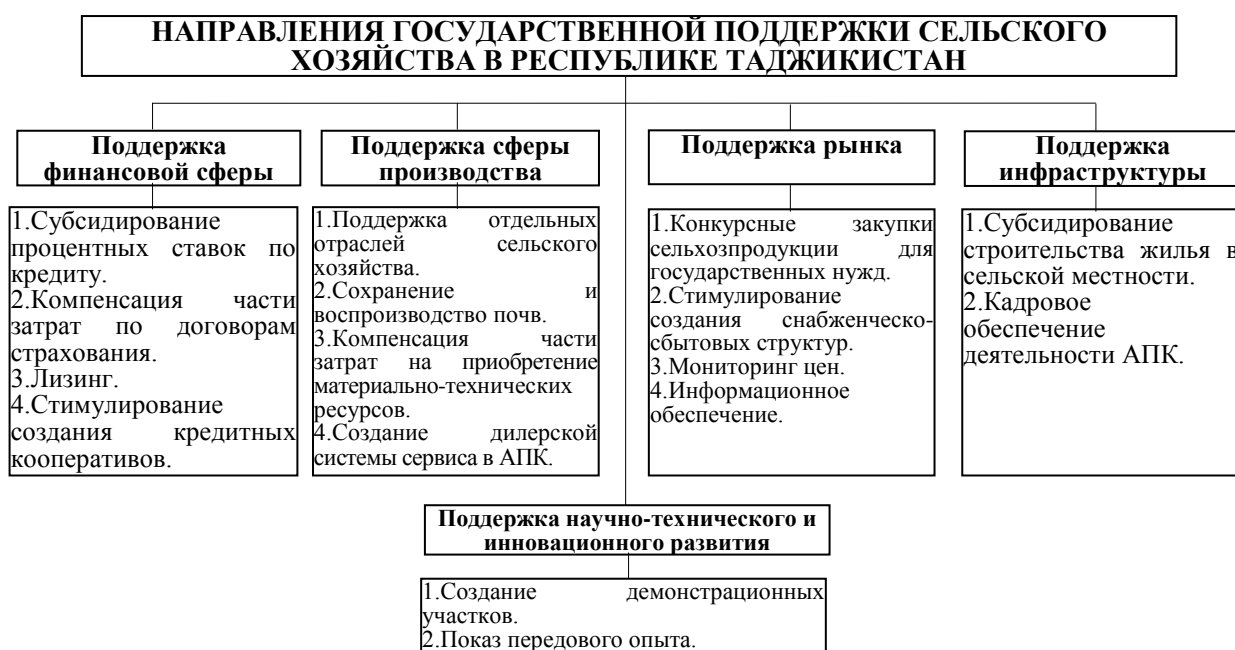 НАПРАВЛЕНИЯ ГОСУДАРСТВЕННОЙ ПОДДЕРЖКИ СЕЛЬСКОГО
ХОЗЯЙСТВА В РЕСПУБЛИКЕ ТАДЖИКИСТАН
Поддержка
финансовой сферы
1.Субсидирование
процентных ставок по
кредиту.
2.Компенсация части
затрат по договорам
страхования.
3.Лизинг.
4.Стимулирование
создания кредитных
кооперативов.
Поддержка сферы
производства
1.Поддержка отдельных
отраслей сельского
хозяйства.
2.Сохранение и
воспроизводство почв.
3.Компенсация части
затрат на приобретение
материально-технических
ресурсов.
4.Создание дилерской
системы сервиса в АПК.
Поддержка рынка
1.Конкурсные закупки
сельхозпродукции для
государственных нужд.
2.Стимулирование
создания снабженческо-
сбытовых структур.
3.Мониторинг цен.
4.Информационное
обеспечение.
Поддержка
инфраструктуры
1.Субсидирование
строительства жилья в
сельской местности.
2.Кадровое
обеспечение
деятельности АПК.
Поддержка научно-технического и
инновационного развития
1.Создание демонстрационных
участков.
2.Показ передового опыта.